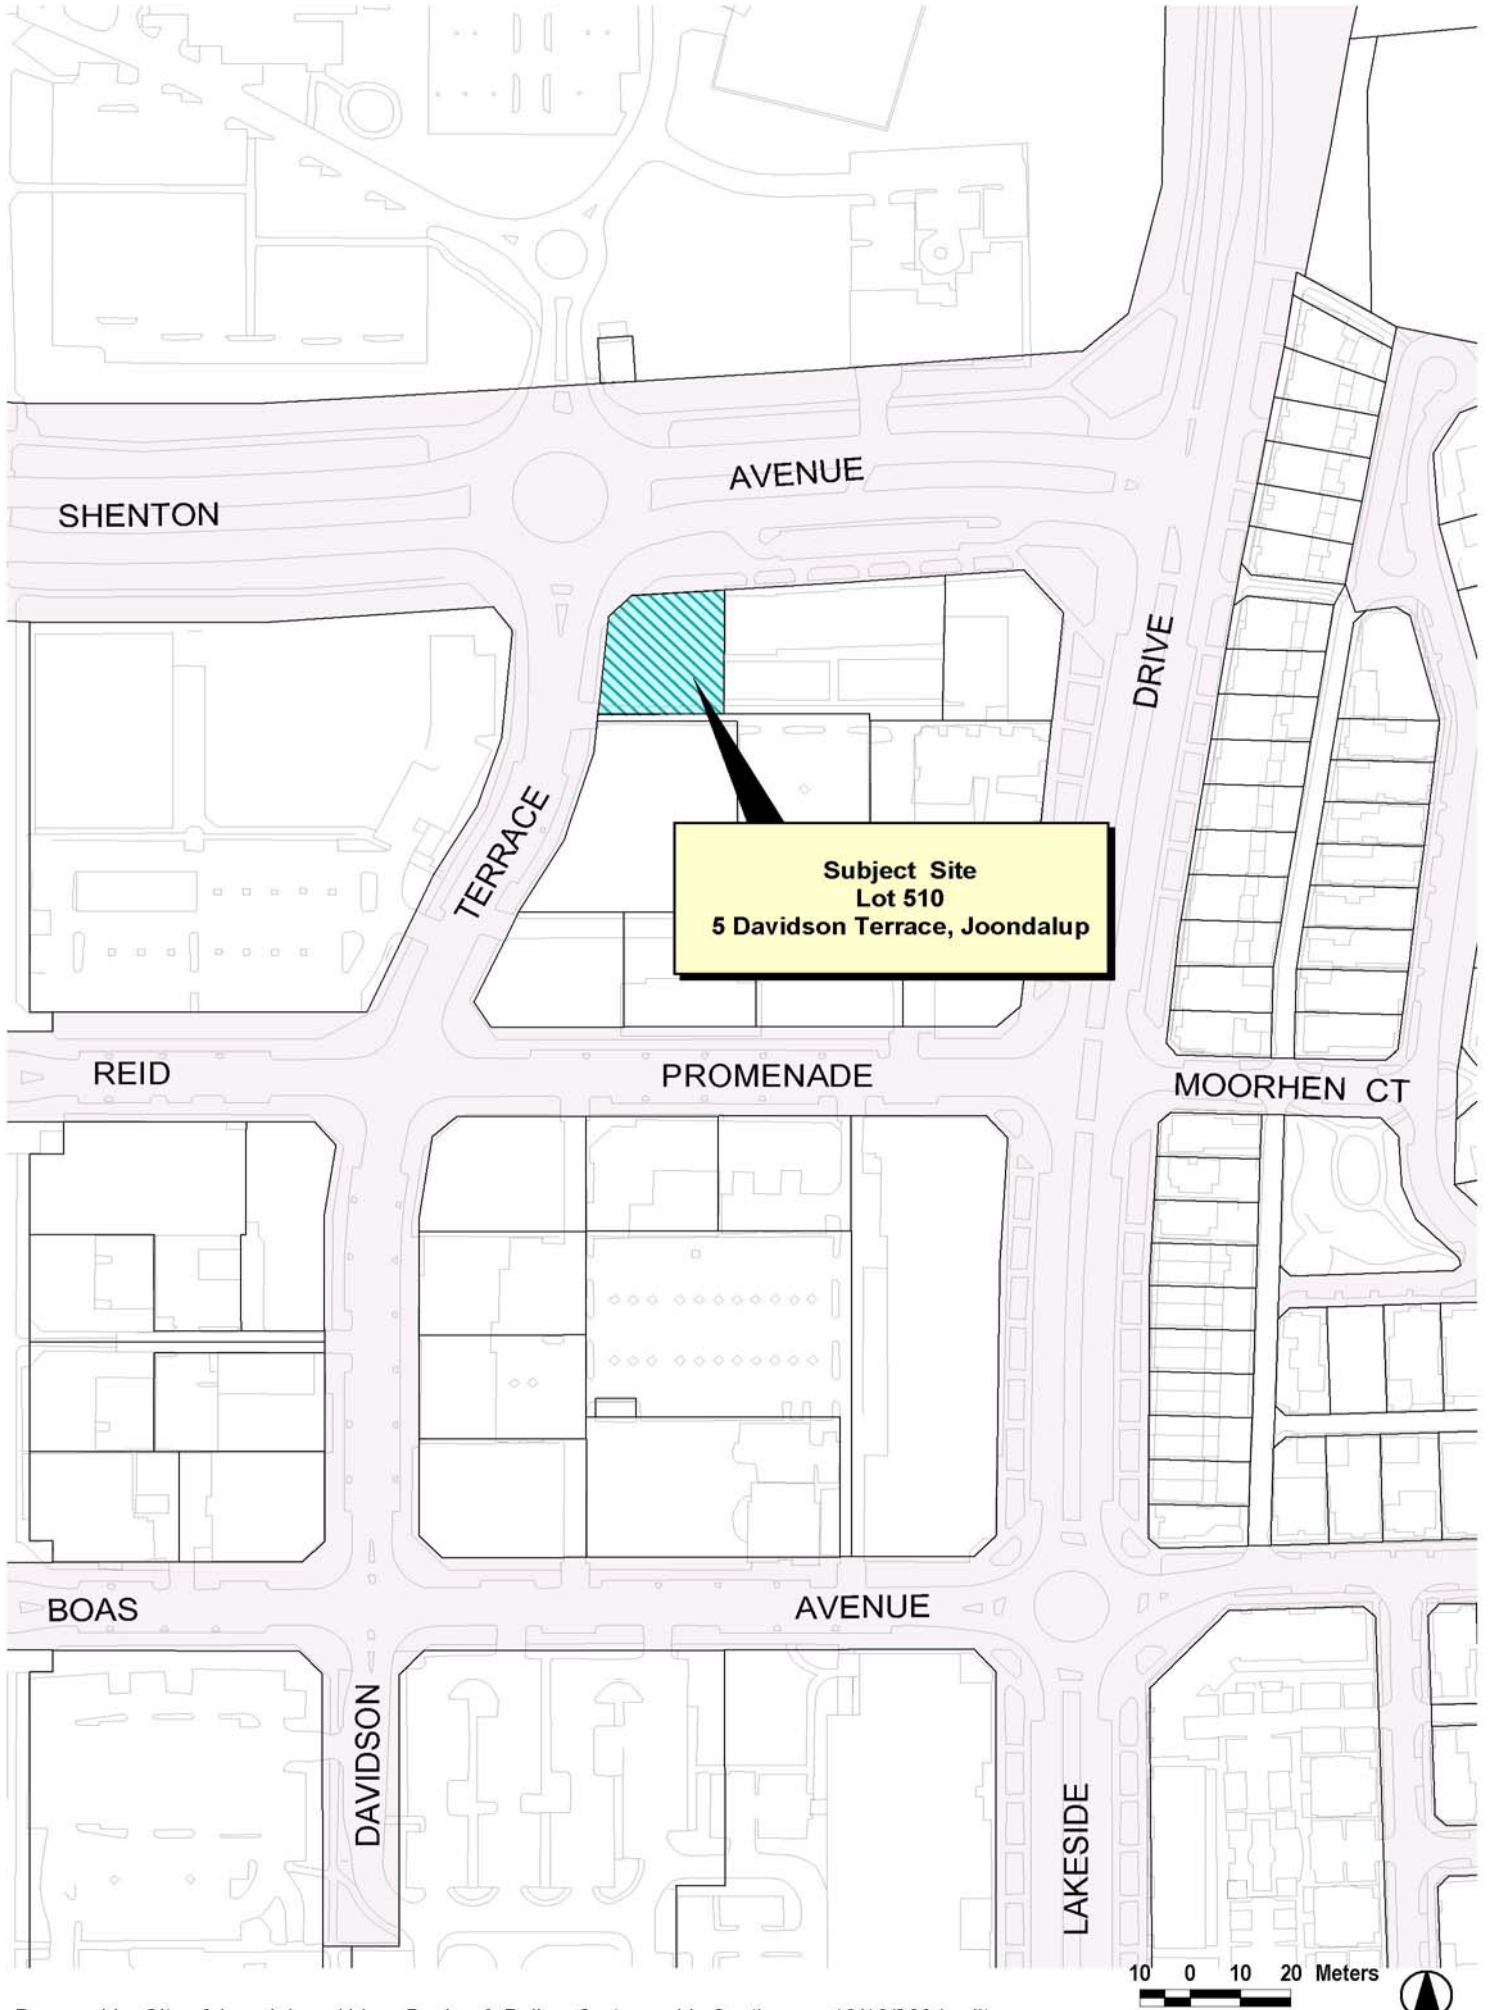 AVENUE
SHENTON
DRIVE
TERRACE
Subject Site
Lot 510
5 Davidson Terrace, Joondalup
REID
PROMENADE
MOORHEN CT
BOAS
AVENUE
DAVIDSON
LAKESIDE
10 0 10 20 Meters